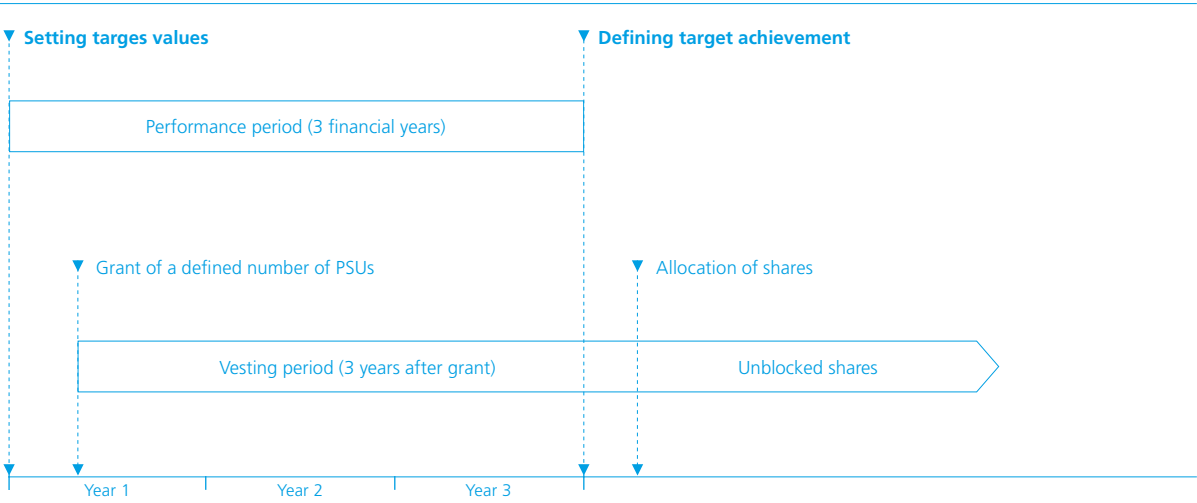 Setting targes values
Defining target achievement
Performance period (3 financial years)
Grant of a defined number of PSUs
Allocation of shares
Vesting period (3 years after grant)
Unblocked shares
Year 1
Year 2
Year 3